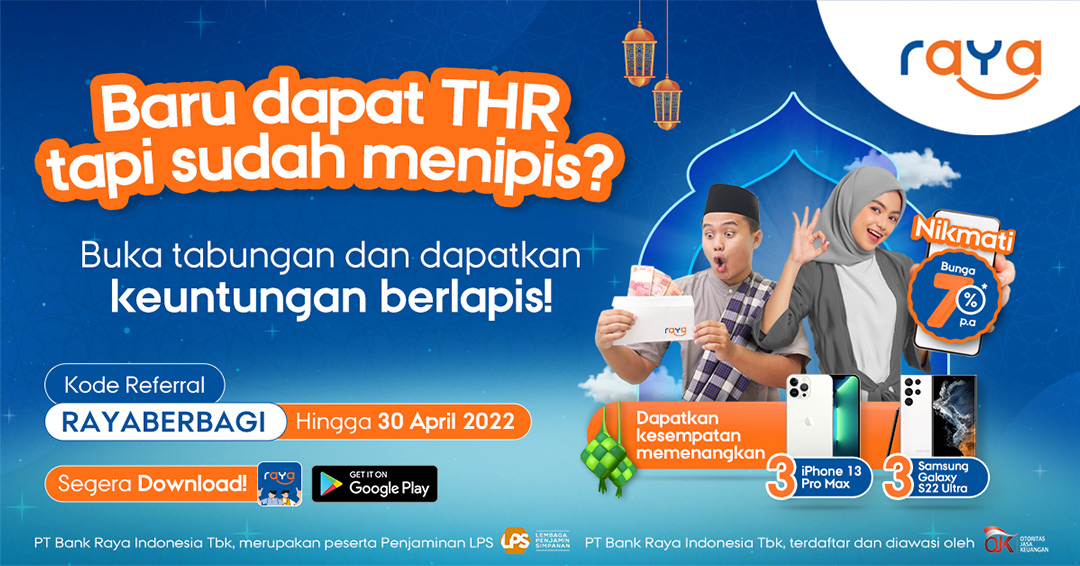 raya
Baru dapat THR
tapi sudah menipis?
Buka tabungan dan dapatkan
keuntungan berlapis!
Kode Referral
RAYABERBAGI
Hingga 30 April 2022
Segera Download!
raya
GET IT ON
Google Play
raya
Nikmati
Bunga
7%*
p.a
Dapatkan
kesempatan
memenangkan
3 iPhone 13
Pro Max
3 Samsung
Galaxy
S22 Ultra
PT Bank Raya Indonesia Tbk, merupakan peserta Penjaminan LPS
LPS
LEMBAGA
PENJAMIN
SIMPANAN
PT Bank Raya Indonesia Tbk, terdaftar dan diawasi oleh
OJK
OTORITAS
JASA
KEUANGAN